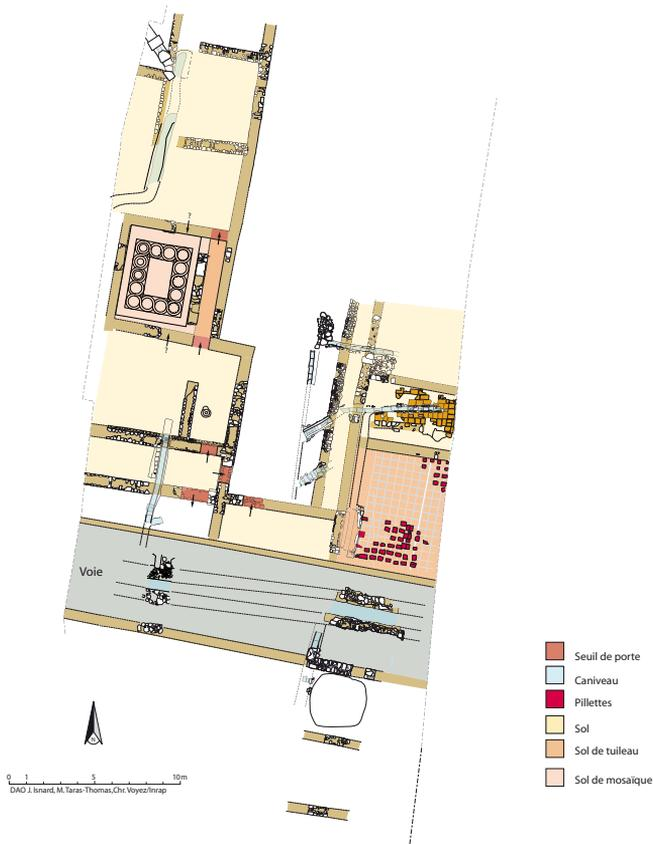 ?
?
Voie
Seuil de porte
Caniveau
Pillettes
Sol
Sol de tuileau
Sol de mosaïque
N
0 1 5 10m
DAO J. Isnard, M.Taras-Thomas,Chr. Voyez/Inrap